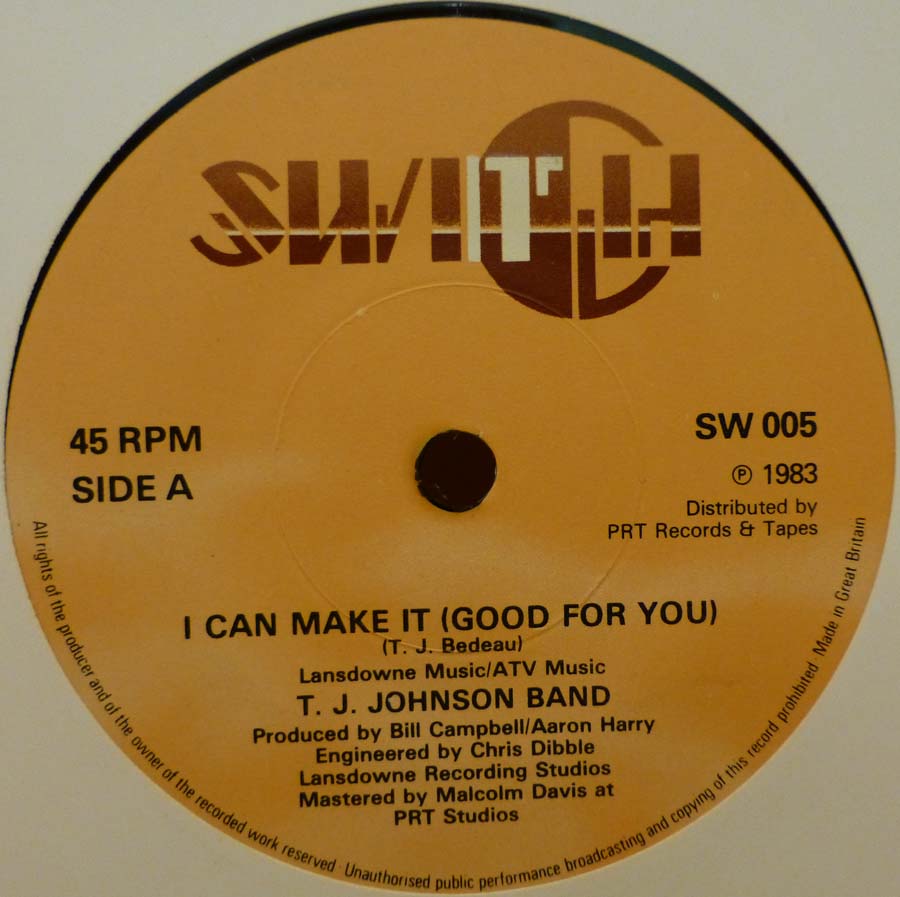 SWITCH
45 RPM
SIDE A
SW 005
℗ 1983
Distributed by
PRT Records & Tapes
I CAN MAKE IT (GOOD FOR YOU)
(T. J. Bedeau)
Lansdowne Music/ATV Music
T. J. JOHNSON BAND
Produced by Bill Campbell/Aaron Harry
Engineered by Chris Dibble
Lansdowne Recording Studios
Mastered by Malcolm Davis at
PRT Studios
All rights of the producer and of the owner of the recorded work reserved · Unauthorised public performance broadcasting and copying of this record prohibited · Made in Great Britain